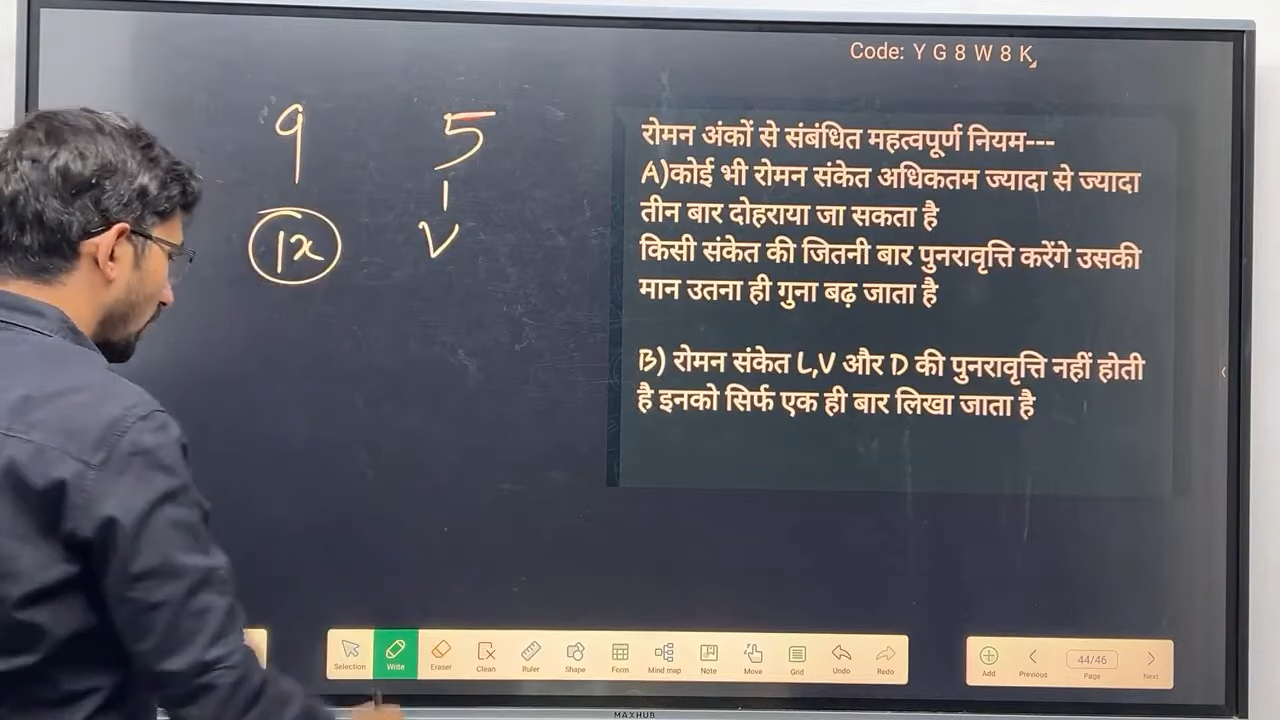 Code: Y G 8 W 8 K
9 5
IX V
रोमन अंकों से संबंधित महत्वपूर्ण नियम---
A)कोई भी रोमन संकेत अधिकतम ज्यादा से ज्यादा
तीन बार दोहराया जा सकता है
किसी संकेत की जितनी बार पुनरावृत्ति करेंगे उसकी
मान उतना ही गुना बढ़ जाता है
B) रोमन संकेत L,V और D की पुनरावृत्ति नहीं होती
है इनको सिर्फ एक ही बार लिखा जाता है
Selection Write Eraser Clean Ruler Shape Form Mind map Note Move Grid Undo Redo
Add Previous 44/46 Page Next
MAXHUB